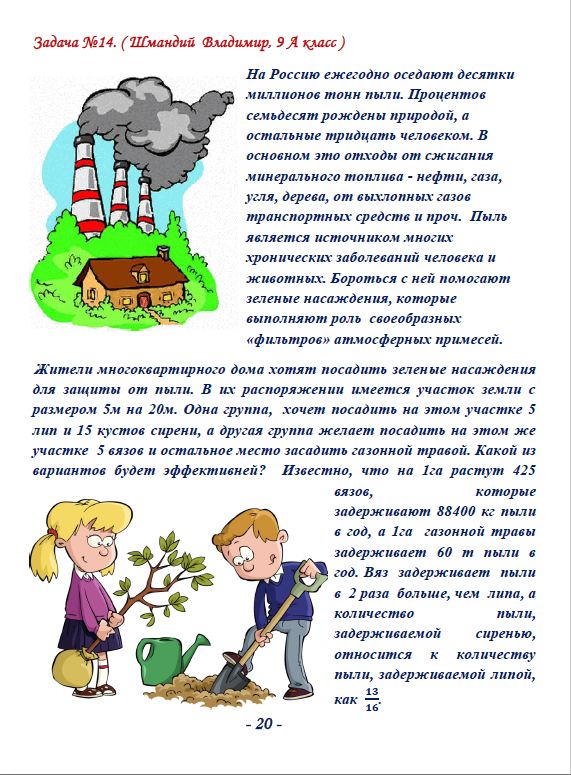 Задача №14. ( Шмандий Владимир, 9 А класс )
На Россию ежегодно оседают десятки
миллионов тонн пыли. Процентов
семьдесят рождены природой, а
остальные тридцать человеком. В
основном это отходы от сжигания
минерального топлива - нефти, газа,
угля, дерева, от выхлопных газов
транспортных средств и проч. Пыль
является источником многих
хронических заболеваний человека и
животных. Бороться с ней помогают
зеленые насаждения, которые
выполняют роль своеобразных
«фильтров» атмосферных примесей.
Жители многоквартирного дома хотят посадить зеленые насаждения
для защиты от пыли. В их распоряжении имеется участок земли с
размером 5м на 20м. Одна группа, хочет посадить на этом участке 5
лип и 15 кустов сирени, а другая группа желает посадить на этом же
участке 5 вязов и остальное место засадить газонной травой. Какой из
вариантов будет эффективней? Известно, что на 1га растут 425
вязов, которые
задерживают 88400 кг пыли
в год, а 1га газонной травы
задерживает 60 т пыли в
год. Вяз задерживает пыли
в 2 раза больше, чем липа, а
количество пыли,
задерживаемой сиренью,
относится к количеству
пыли, задерживаемой липой,
как 13/16.
- 20 -